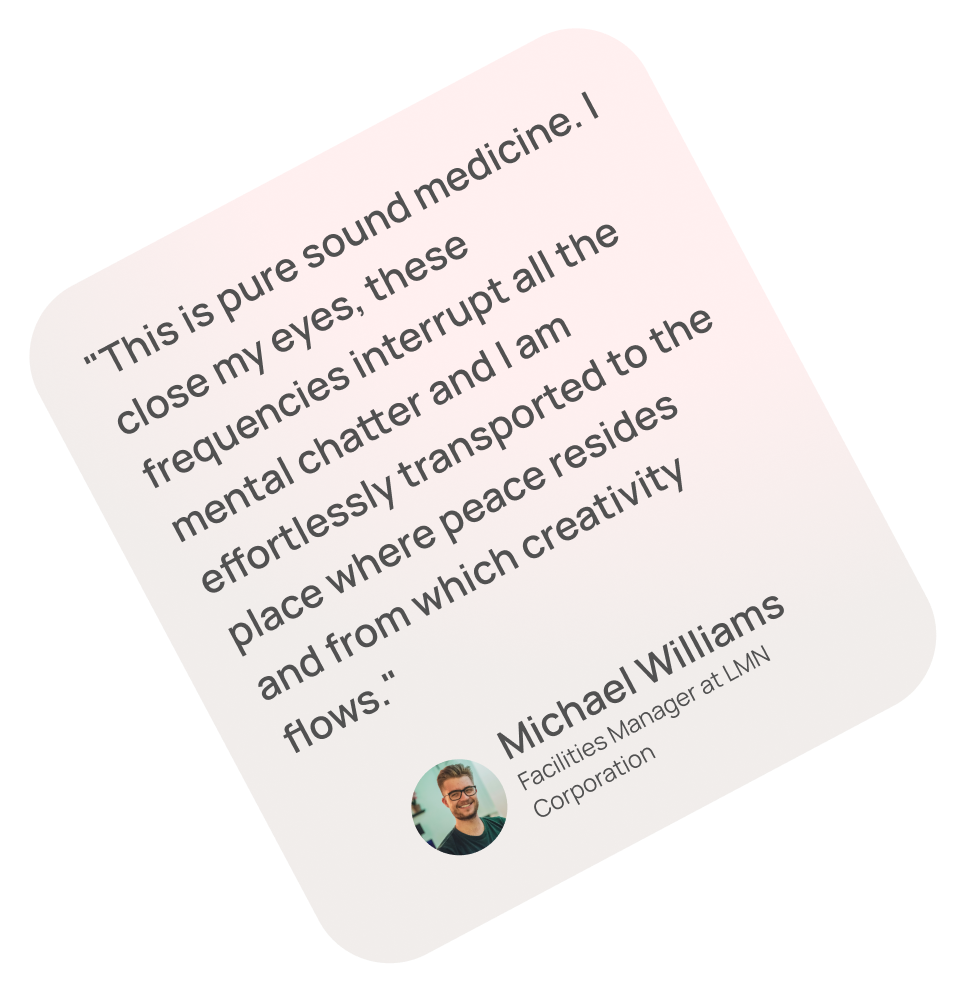 "This is pure sound medicine. I
close my eyes, these
frequencies interrupt all the
mental chatter and I am
effortlessly transported to the
place where peace resides
and from which creativity
flows."
Michael Williams
Facilities Manager at LMN
Corporation